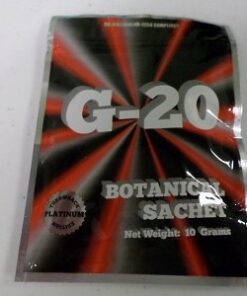 G-20
BOTANICAL
SACHET
Net Weight: 10 Grams
PLATINUM